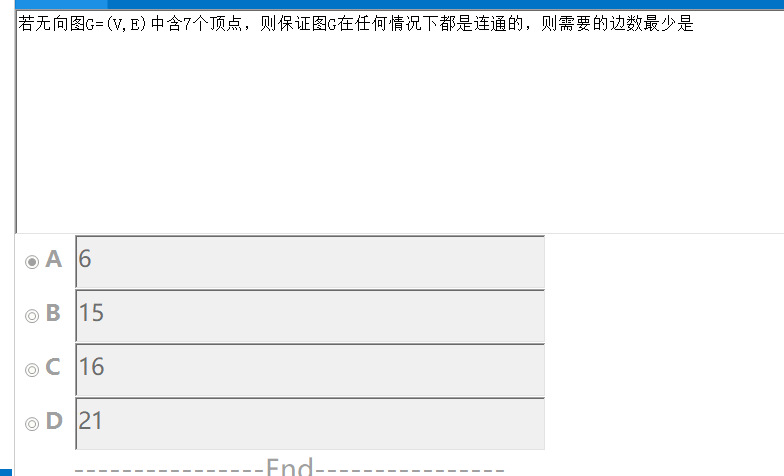 若无向图G=(V,E)中含7个顶点，则保证图G在任何情况下都是连通的，则需要的边数最少是
A 6
B 15
C 16
D 21
----------------End----------------